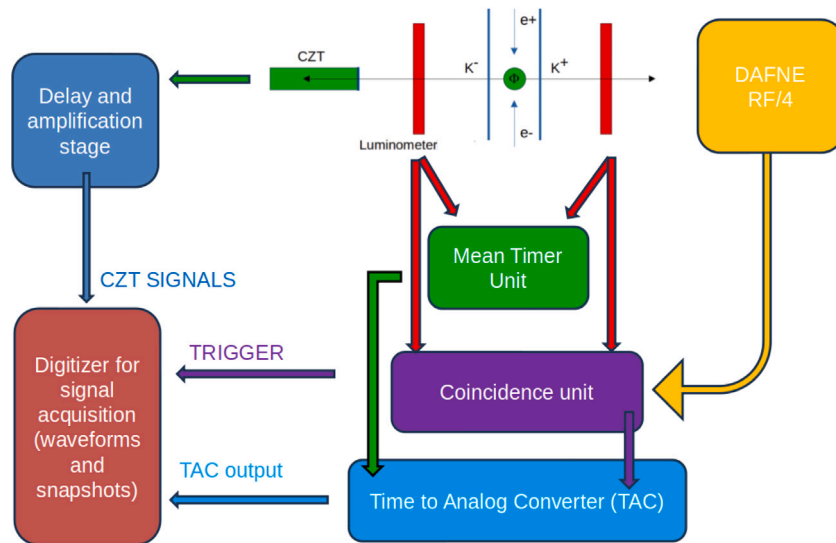 e+
CZT
K-
Φ
K+
DAFNE
RF/4
Delay and
amplification
stage
e-
Luminometer
Mean Timer
Unit
CZT SIGNALS
TRIGGER
Digitizer for
signal
acquisition
(waveforms
and
snapshots)
Coincidence unit
TAC output
Time to Analog Converter (TAC)